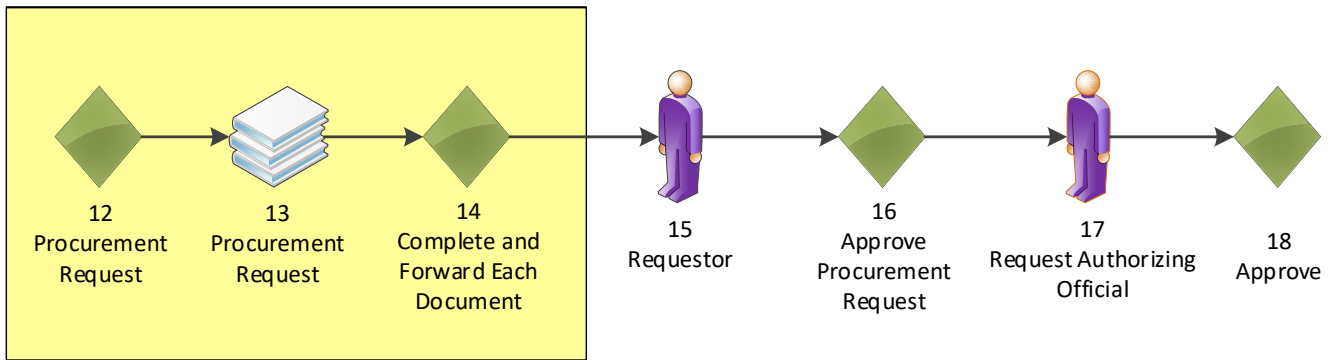 12
Procurement
Request
13
Procurement
Request
14
Complete and
Forward Each
Document
15
Requestor
16
Approve
Procurement
Request
17
Request Authorizing
Official
18
Approve